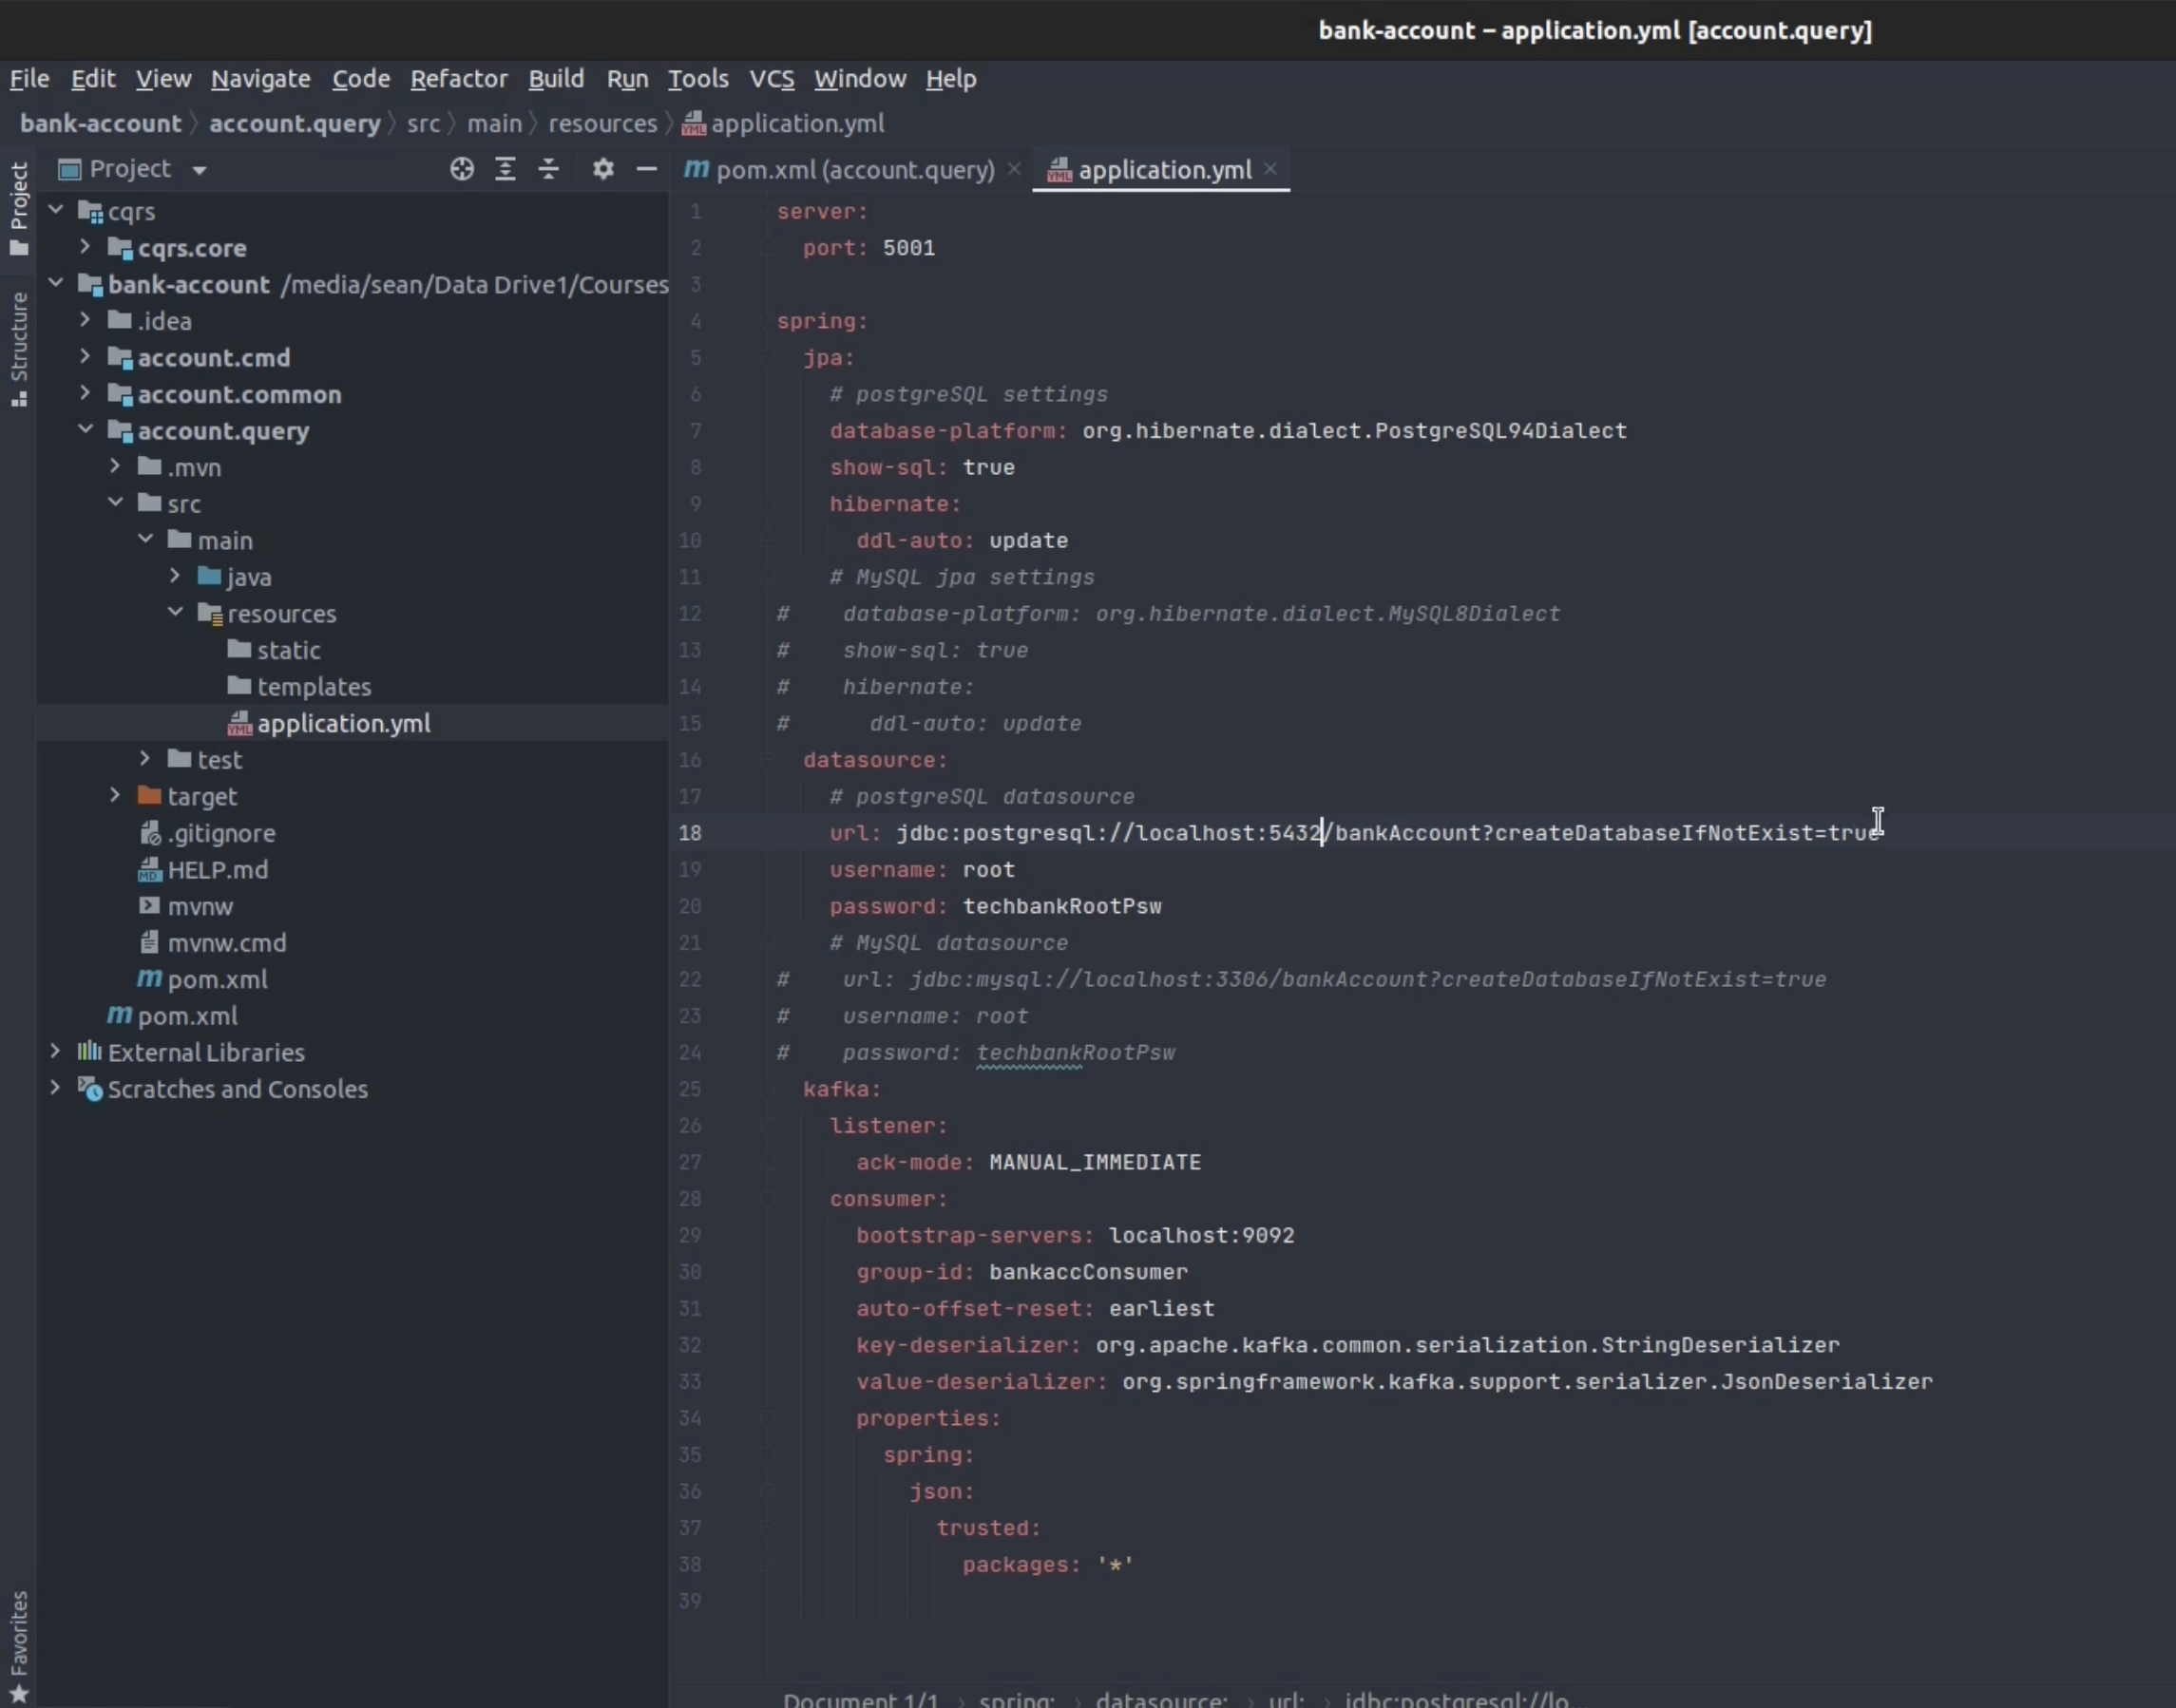 bank-account – application.yml [account.query]
File Edit View Navigate Code Refactor Build Run Tools VCS Window Help
bank-account account.query src main resources application.yml
Project
Structure
Favorites
Project
cqrs
cqrs.core
bank-account /media/sean/Data Drive1/Courses
.idea
account.cmd
account.common
account.query
.mvn
src
main
java
resources
static
templates
application.yml
test
target
.gitignore
HELP.md
mvnw
mvnw.cmd
pom.xml
pom.xml
External Libraries
Scratches and Consoles
pom.xml (account.query) application.yml
1 server:
2   port: 5001
3
4 spring:
5   jpa:
6     # postgreSQL settings
7     database-platform: org.hibernate.dialect.PostgreSQL94Dialect
8     show-sql: true
9     hibernate:
10       ddl-auto: update
11     # MySQL jpa settings
12 #    database-platform: org.hibernate.dialect.MySQL8Dialect
13 #    show-sql: true
14 #    hibernate:
15 #      ddl-auto: update
16   datasource:
17     # postgreSQL datasource
18     url: jdbc:postgresql://localhost:5432/bankAccount?createDatabaseIfNotExist=true
19     username: root
20     password: techbankRootPsw
21     # MySQL datasource
22 #    url: jdbc:mysql://localhost:3306/bankAccount?createDatabaseIfNotExist=true
23 #    username: root
24 #    password: techbankRootPsw
25   kafka:
26     listener:
27       ack-mode: MANUAL_IMMEDIATE
28     consumer:
29       bootstrap-servers: localhost:9092
30       group-id: bankaccConsumer
31       auto-offset-reset: earliest
32       key-deserializer: org.apache.kafka.common.serialization.StringDeserializer
33       value-deserializer: org.springframework.kafka.support.serializer.JsonDeserializer
34       properties:
35         spring:
36           json:
37             trusted:
38               packages: '*'
39
Document 1/1 › spring: › datasource: › url: › jdbc:postgresql://lo...